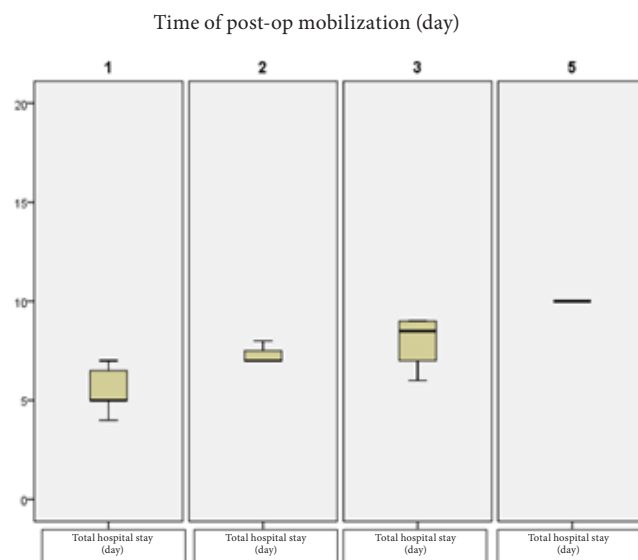 Time of post-op mobilization (day)
1 2 3 5
20
15
10
5
0
Total hospital stay
(day)
Total hospital stay
(day)
Total hospital stay
(day)
Total hospital stay
(day)